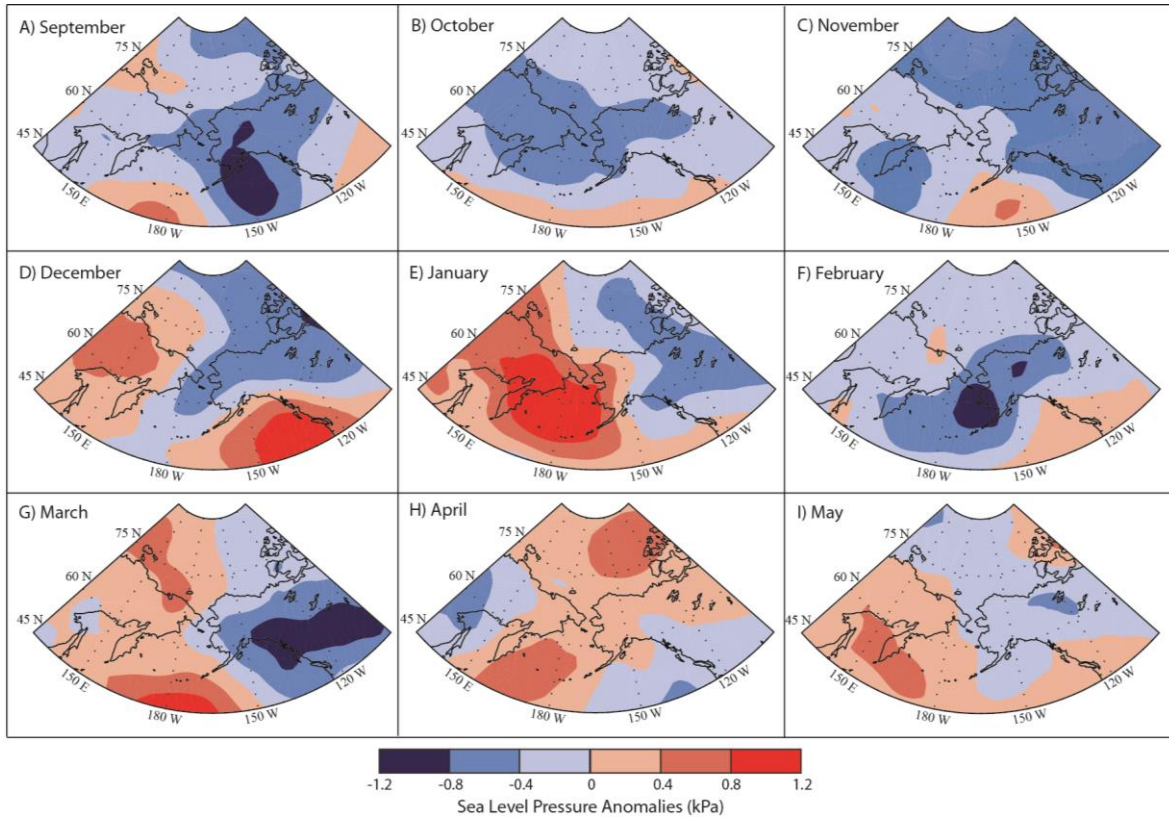 A) September
75 N
60 N
45 N
150 E
180 W
150 W
120 W
B) October
75 N
60 N
45 N
150 E
180 W
150 W
120 W
C) November
75 N
60 N
45 N
150 E
180 W
150 W
120 W
D) December
75 N
60 N
45 N
150 E
180 W
150 W
120 W
E) January
75 N
60 N
45 N
150 E
180 W
150 W
120 W
F) February
75 N
60 N
45 N
150 E
180 W
150 W
120 W
G) March
75 N
60 N
45 N
150 E
180 W
150 W
120 W
H) April
75 N
60 N
45 N
150 E
180 W
150 W
120 W
I) May
75 N
60 N
45 N
150 E
180 W
150 W
120 W
-1.2 -0.8 -0.4 0 0.4 0.8 1.2
Sea Level Pressure Anomalies (kPa)